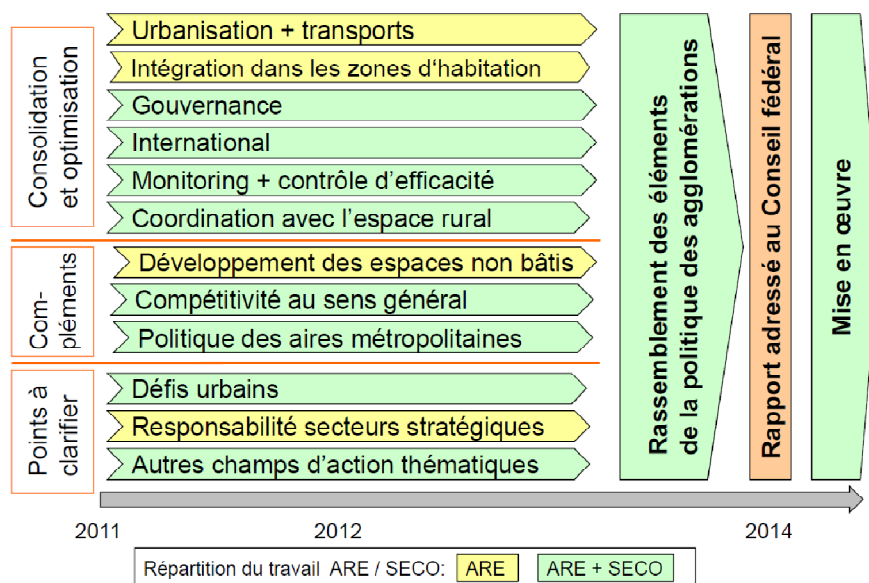 Consolidation
et optimisation
Urbanisation + transports
Intégration dans les zones d'habitation
Gouvernance
International
Monitoring + contrôle d'efficacité
Coordination avec l'espace rural
Com-
pléments
Développement des espaces non bâtis
Compétitivité au sens général
Politique des aires métropolitaines
Points à
clarifier
Défis urbains
Responsabilité secteurs stratégiques
Autres champs d'action thématiques
Rassemblement des éléments
de la politique des agglomérations
Rapport adressé au Conseil fédéral
Mise en œuvre
2011
2012
2014
Répartition du travail ARE / SECO: ARE ARE + SECO